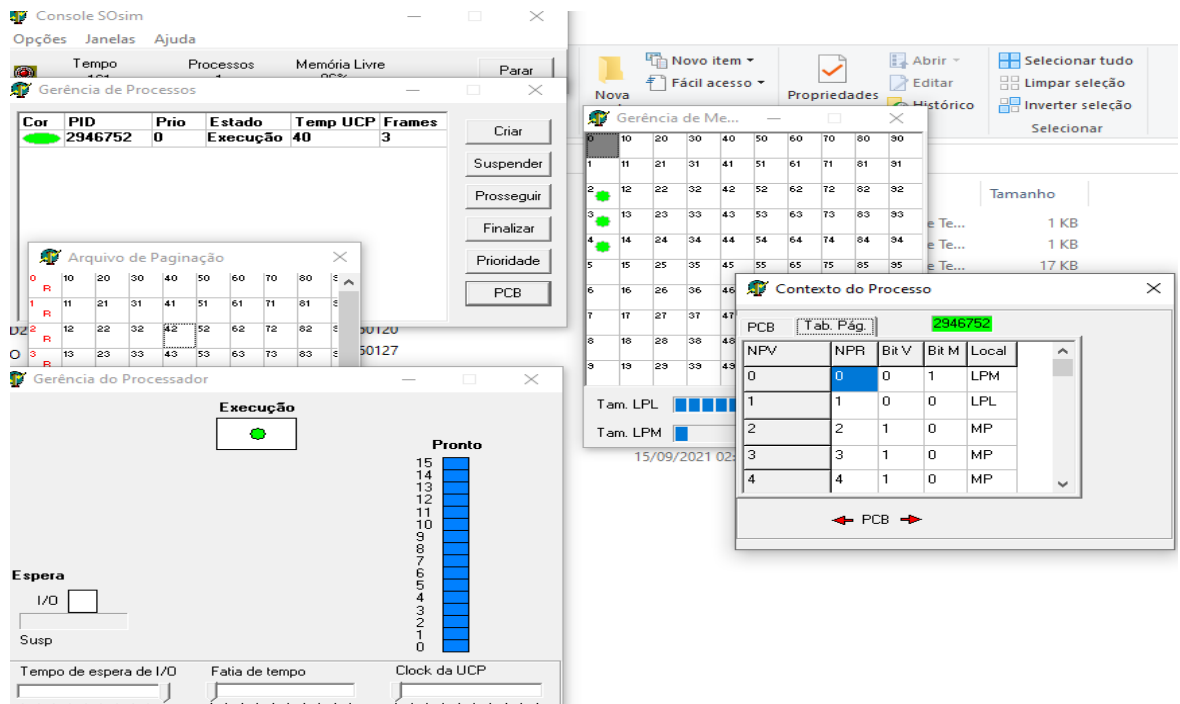 Console SOsim
Opções Janelas Ajuda
Tempo Processos Memória Livre
Parar
Gerência de Processos
Cor PID Prio Estado Temp UCP Frames
2946752 0 Execução 40 3
Criar
Suspender
Prosseguir
Finalizar
Prioridade
PCB
Arquivo de Paginação
0 10 20 30 40 50 60 70 80
R
1 11 21 31 41 51 61 71 81
R
2 12 22 32 42 52 62 72 82
R
3 13 23 33 43 53 63 73 83
R
50120
50127
Gerência do Processador
Execução
Pronto
15
14
13
12
11
10
9
8
7
6
5
4
3
2
1
0
Espera
I/O
Susp
Tempo de espera de I/O Fatia de tempo Clock da UCP
Nova
Novo item
Fácil acesso
Propriedades
Abrir
Editar
Histórico
Selecionar tudo
Limpar seleção
Inverter seleção
Selecionar
Tamanho
e Te... 1 KB
e Te... 1 KB
e Te... 17 KB
Gerência de Me...
0 10 20 30 40 50 60 70 80 90
1 11 21 31 41 51 61 71 81 91
2 12 22 32 42 52 62 72 82 92
3 13 23 33 43 53 63 73 83 93
4 14 24 34 44 54 64 74 84 94
5 15 25 35 45 55 65 75 85 95
6 16 26 36 46
7 17 27 37 47
8 18 28 38 48
9 19 29 39 49
Tam. LPL
Tam. LPM
15/09/2021 02:
Contexto do Processo
PCB Tab. Pág. 2946752
NPV NPR Bit V Bit M Local
0 0 0 1 LPM
1 1 0 0 LPL
2 2 1 0 MP
3 3 1 0 MP
4 4 1 0 MP
PCB